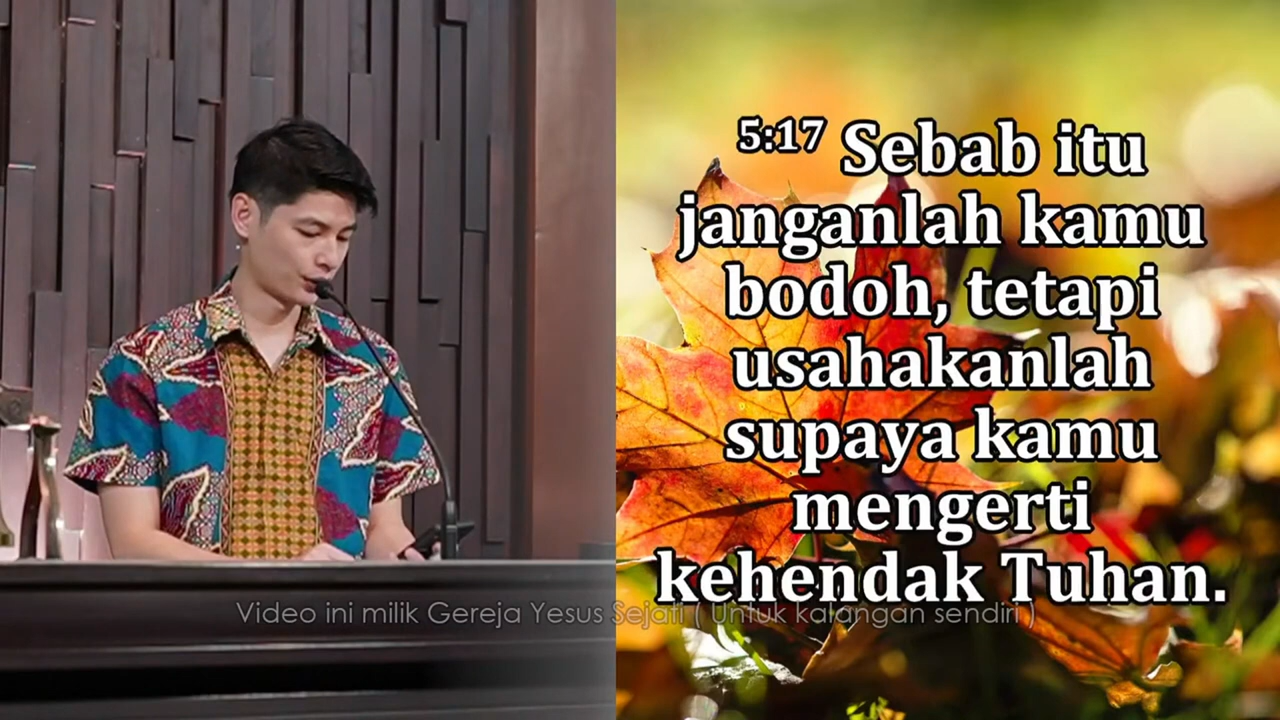 5:17 Sebab itu
janganlah kamu
bodoh, tetapi
usahakanlah
supaya kamu
mengerti
kehendak Tuhan.
Video ini milik Gereja Yesus Sejati ( Untuk kalangan sendiri )